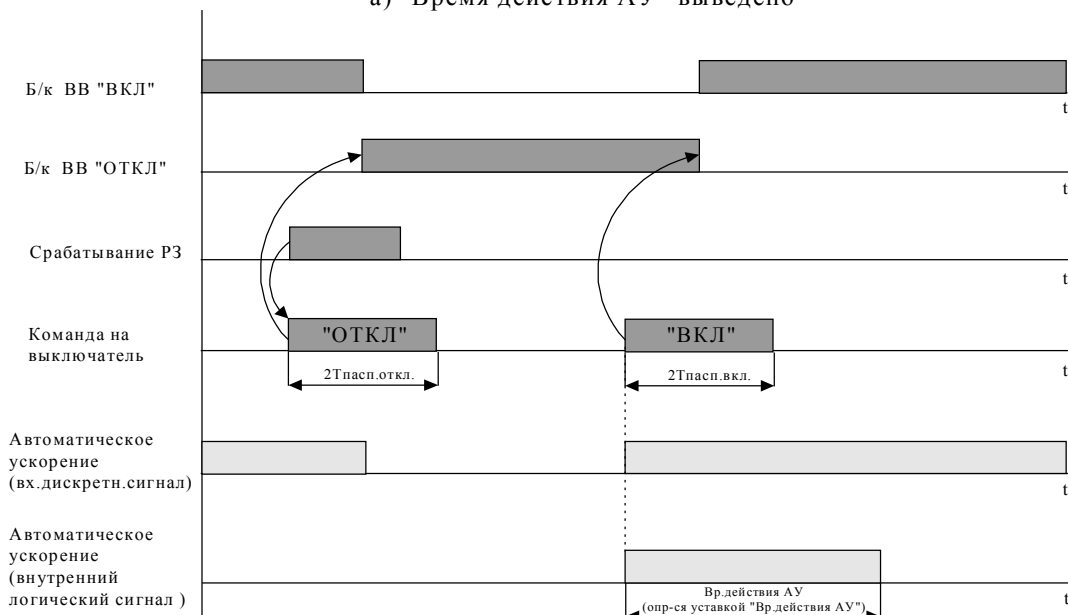 а) "Время действия АУ" выведено
Б/к ВВ "ВКЛ"
t
Б/к ВВ "ОТКЛ"
t
Срабатывание РЗ
t
Команда на
выключатель
"ОТКЛ"
"ВКЛ"
2Тпасп.откл.
2Тпасп.вкл.
t
Автоматическое
ускорение
(вх.дискретн.сигнал)
t
Автоматическое
ускорение
(внутренний
логический сигнал )
Вр.действия АУ
(опр-ся уставкой "Вр.действия АУ")
t